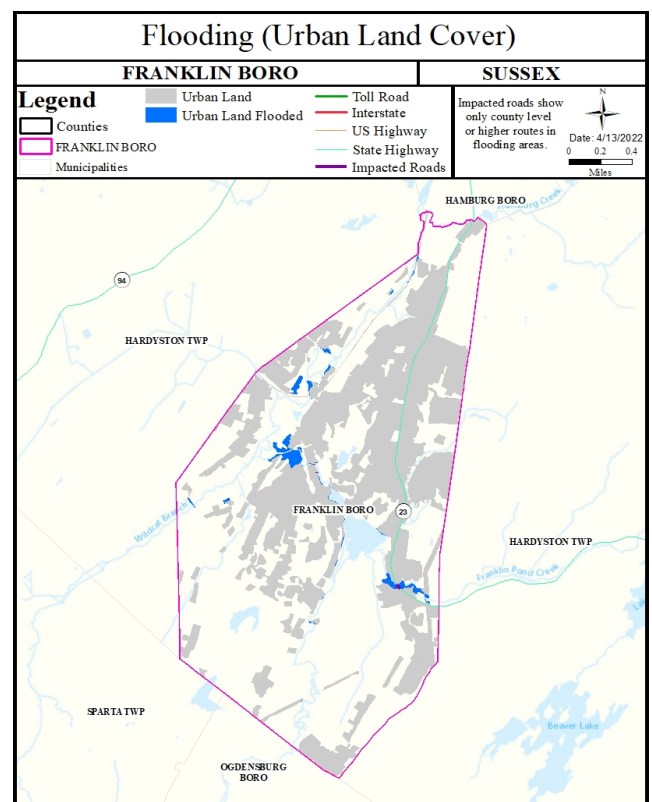 Flooding (Urban Land Cover)
FRANKLIN BORO
SUSSEX
Legend
Counties
FRANKLIN BORO
Municipalities
Urban Land
Urban Land Flooded
Toll Road
Interstate
US Highway
State Highway
Impacted Roads
Impacted roads show
only county level
or higher routes in
flooding areas.
N
Date: 4/13/2022
0 0.2 0.4
Miles
HAMBURG BORO
Hamburg Creek
94
HARDYSTON TWP
Wildcat Branch
FRANKLIN BORO
23
HARDYSTON TWP
Franklin Pond Creek
SPARTA TWP
Beaver Lake
OGDENSBURG
BORO